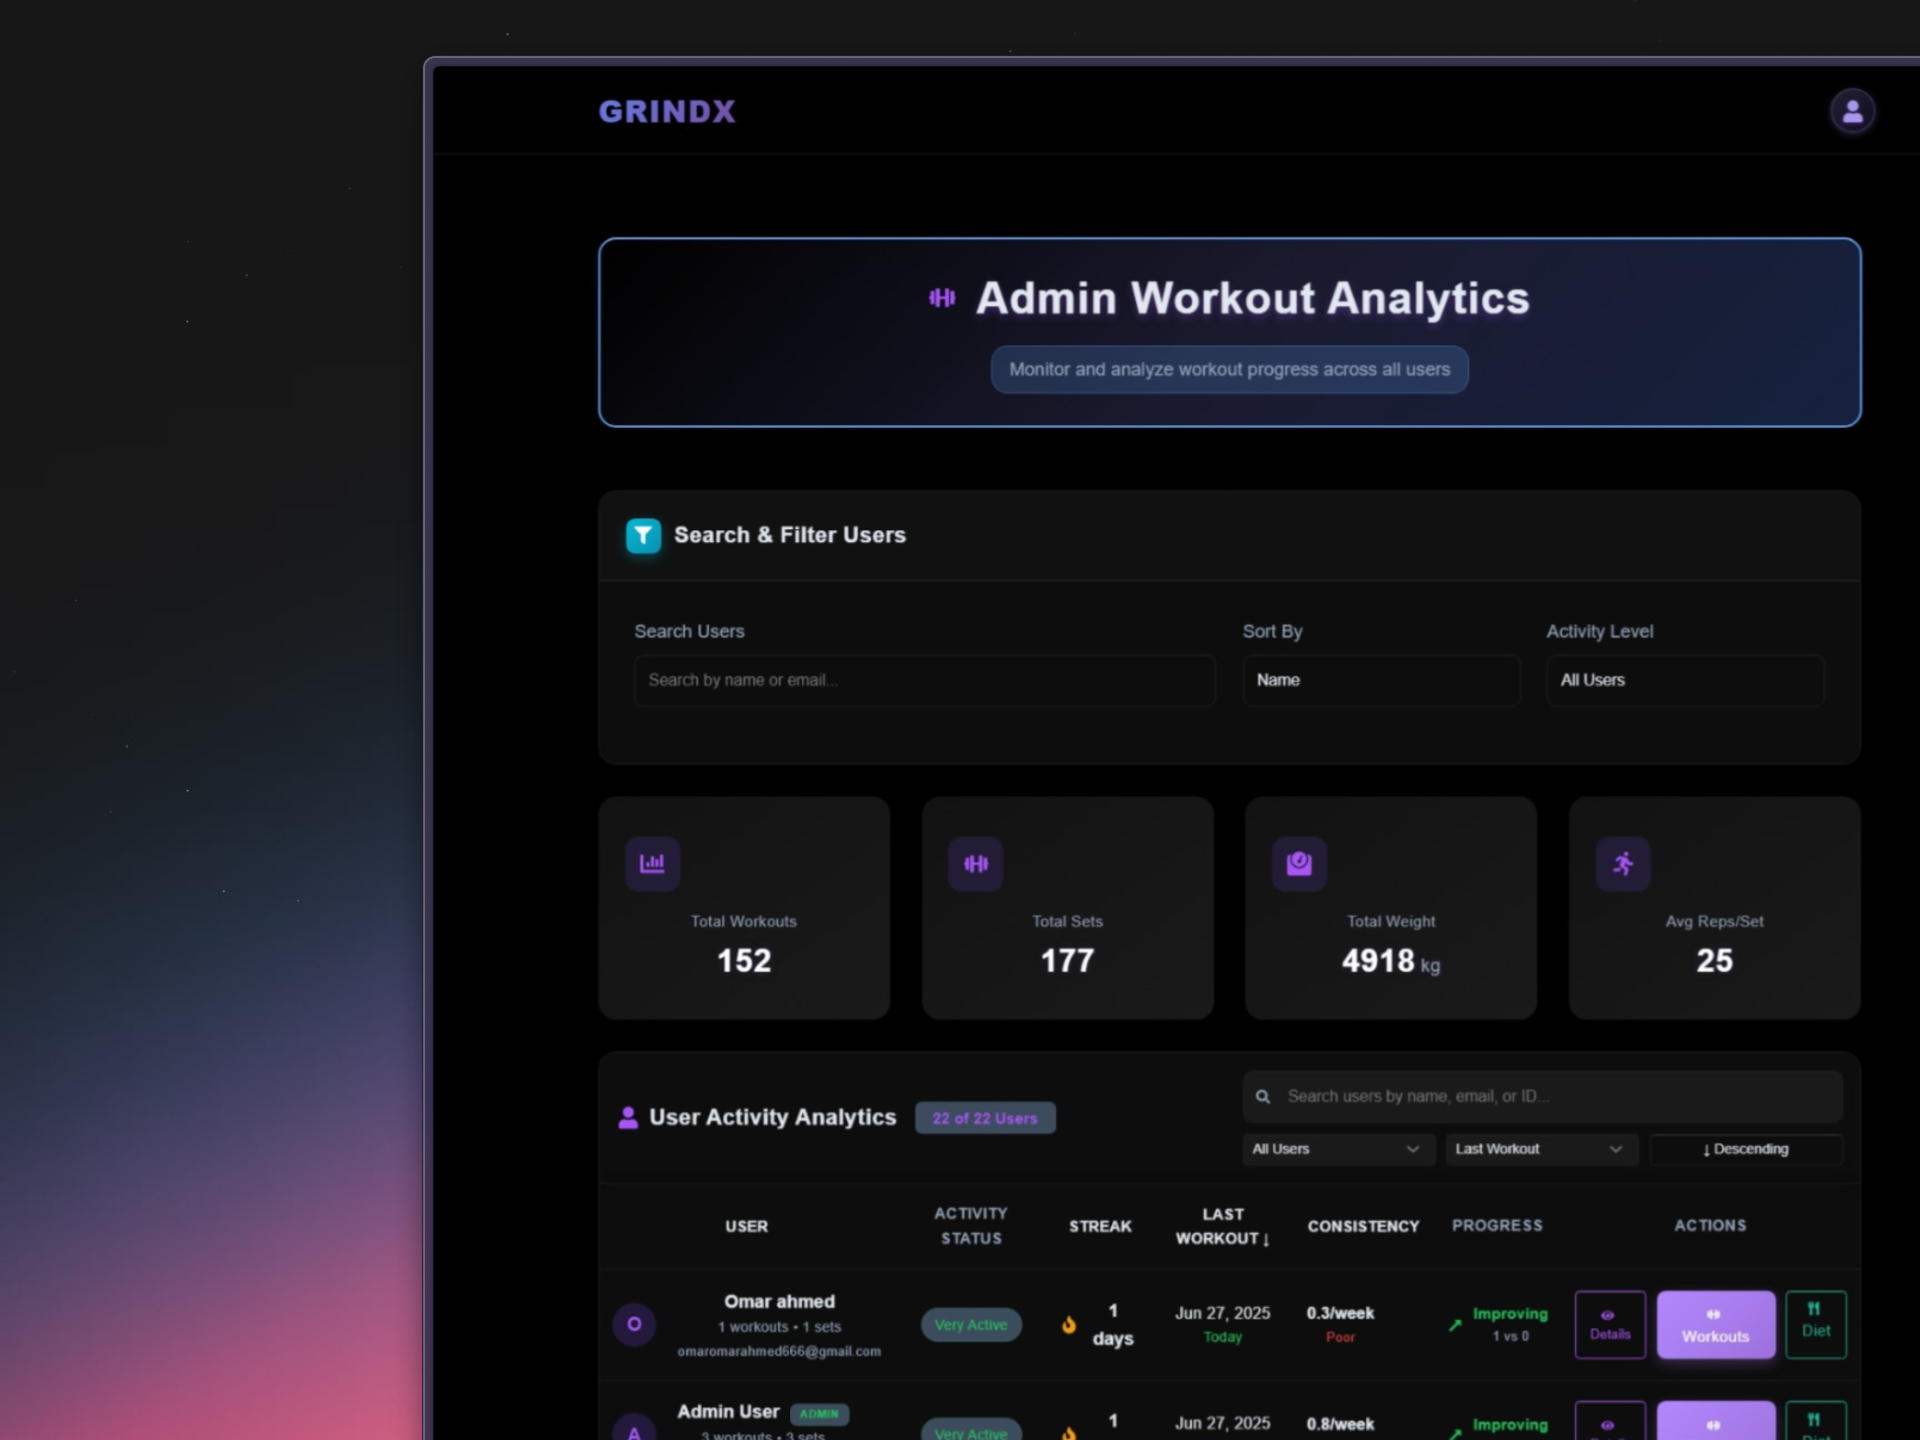 GRINDX
Admin Workout Analytics
Monitor and analyze workout progress across all users
Search & Filter Users
Search Users
Sort By
Activity Level
Search by name or email...
Name
All Users
Total Workouts
152
Total Sets
177
Total Weight
4918 kg
Avg Reps/Set
25
User Activity Analytics
22 of 22 Users
Search users by name, email, or ID...
All Users
Last Workout
↓ Descending
USER
ACTIVITY
STATUS
STREAK
LAST
WORKOUT ↓
CONSISTENCY
PROGRESS
ACTIONS
O
Omar ahmed
1 workouts • 1 sets
omaromarahmed666@gmail.com
Very Active
1
days
Jun 27, 2025
Today
0.3/week
Poor
Improving
1 vs 0
Details
Workouts
Diet
A
Admin User
ADMIN
3 workouts • 3 sets
Very Active
1
Jun 27, 2025
0.8/week
Improving